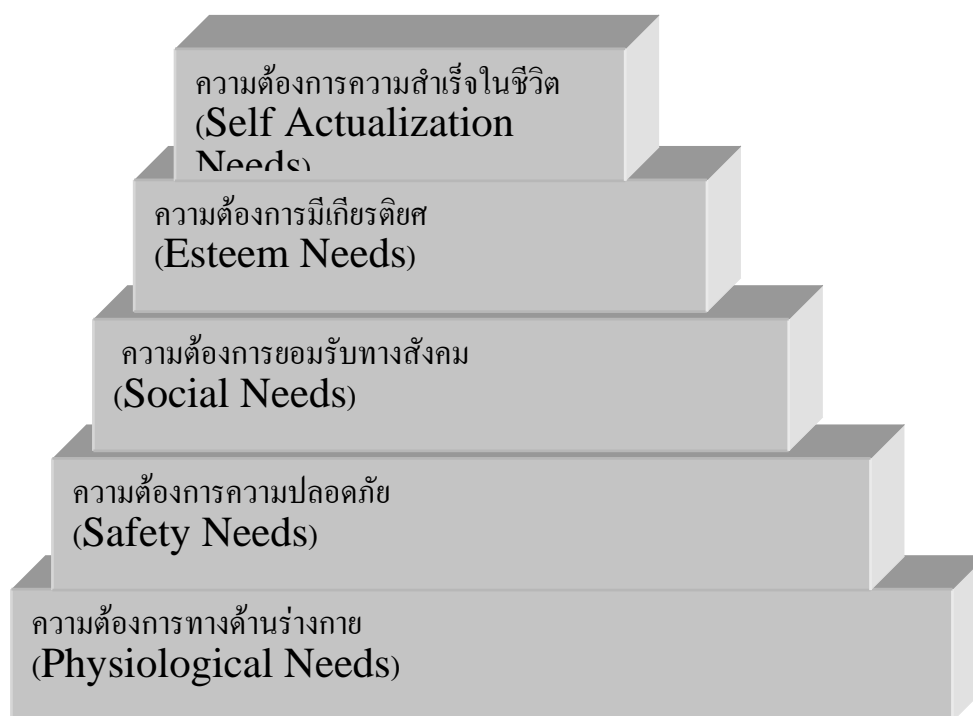 ความต้องการความสำเร็จในชีวิต
(Self Actualization
Needs)
ความต้องการมีเกียรติยศ
(Esteem Needs)
ความต้องการยอมรับทางสังคม
(Social Needs)
ความต้องการความปลอดภัย
(Safety Needs)
ความต้องการทางด้านร่างกาย
(Physiological Needs)